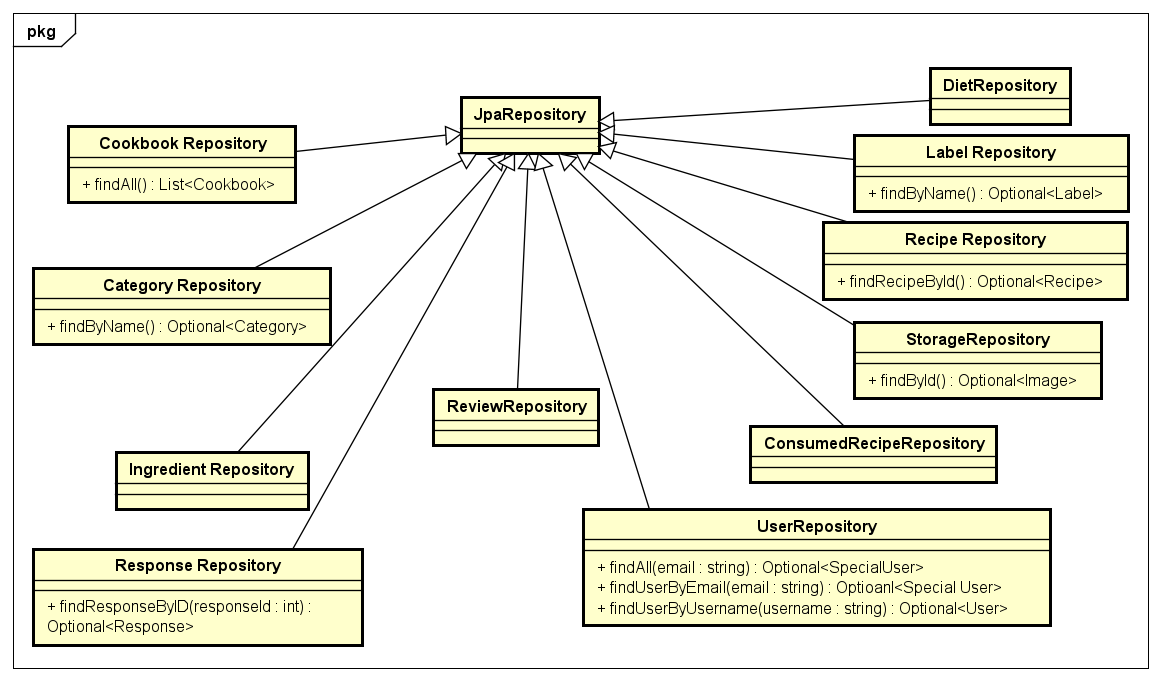 pkg
JpaRepository
DietRepository
Cookbook Repository
+ findAll() : List<Cookbook>
Label Repository
+ findByName() : Optional<Label>
Recipe Repository
+ findRecipeById() : Optional<Recipe>
Category Repository
+ findByName() : Optional<Category>
StorageRepository
+ findById() : Optional<Image>
ReviewRepository
ConsumedRecipeRepository
Ingredient Repository
UserRepository
+ findAll(email : string) : Optional<SpecialUser>
+ findUserByEmail(email : string) : Optioanl<Special User>
+ findUserByUsername(username : string) : Optional<User>
Response Repository
+ findResponseByID(responseId : int) :
Optional<Response>